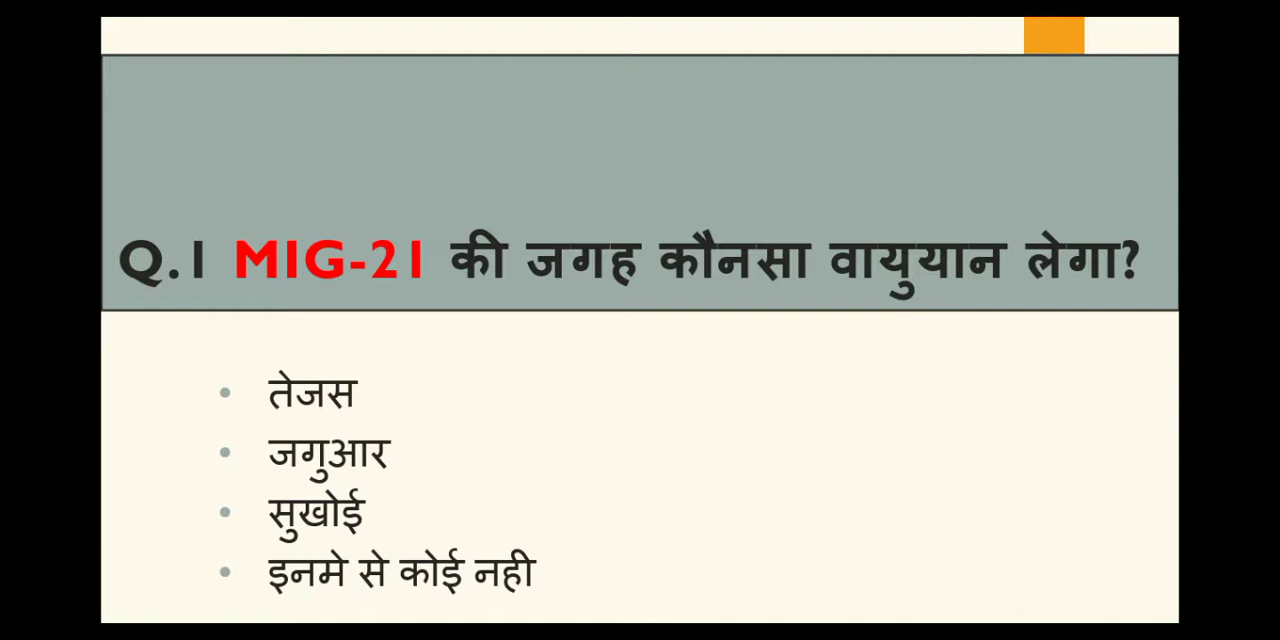 Q.1 MIG-21 की जगह कौनसा वायुयान लेगा?
• तेजस
• जगुआर
• सुखोई
• इनमे से कोई नही